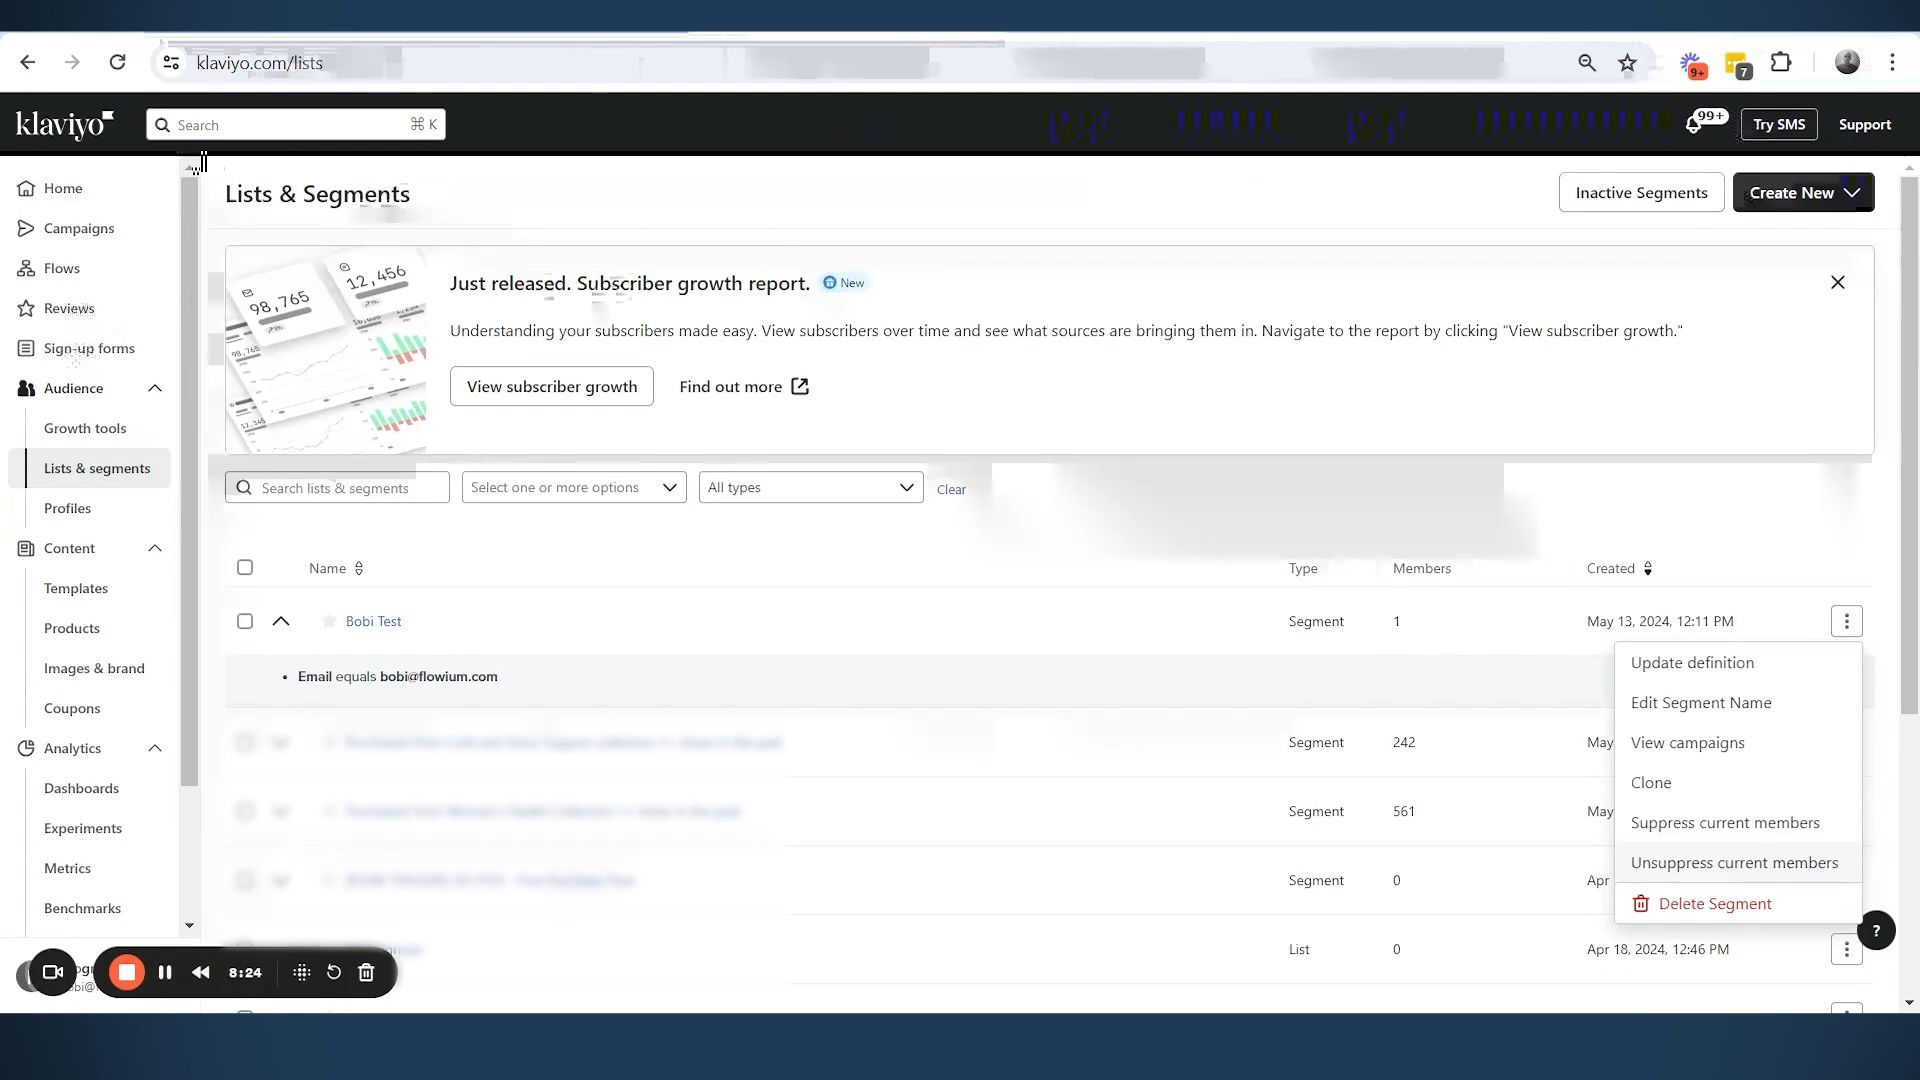 klaviyo.com/lists
9+
7
klaviyo
Search
⌘ K
99+
Try SMS
Support
Home
Campaigns
Flows
Reviews
Sign-up forms
Audience
Growth tools
Lists & segments
Profiles
Content
Templates
Products
Images & brand
Coupons
Analytics
Dashboards
Experiments
Metrics
Benchmarks
Lists & Segments
Inactive Segments
Create New
98,765
12,456
Just released. Subscriber growth report.
New
Understanding your subscribers made easy. View subscribers over time and see what sources are bringing them in. Navigate to the report by clicking "View subscriber growth."
View subscriber growth
Find out more
Search lists & segments
Select one or more options
All types
Clear
Name
Type
Members
Created
Bobi Test
Segment
1
May 13, 2024, 12:11 PM
• Email equals bobi@flowium.com
Segment
242
May
Segment
561
May
Segment
0
Apr
List
0
Apr 18, 2024, 12:46 PM
Update definition
Edit Segment Name
View campaigns
Clone
Suppress current members
Unsuppress current members
Delete Segment
?
8:24